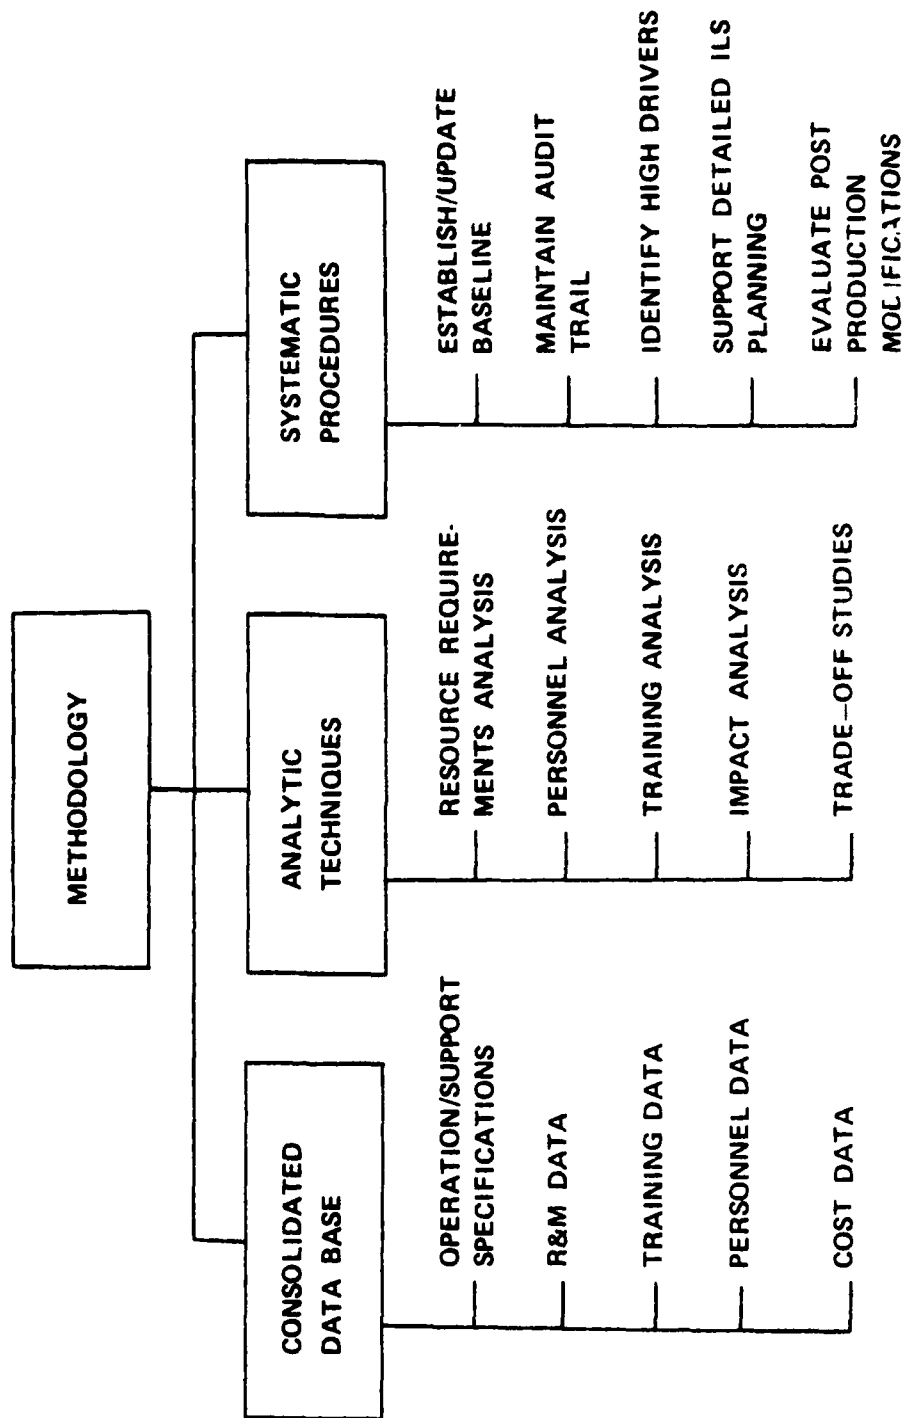 METHODOLOGY
CONSOLIDATED
DATA BASE
OPERATION/SUPPORT
SPECIFICATIONS
R&M DATA
TRAINING DATA
PERSONNEL DATA
COST DATA
ANALYTIC
TECHNIQUES
RESOURCE REQUIRE-
MENTS ANALYSIS
PERSONNEL ANALYSIS
TRAINING ANALYSIS
IMPACT ANALYSIS
TRADE-OFF STUDIES
SYSTEMATIC
PROCEDURES
ESTABLISH/UPDATE
BASELINE
MAINTAIN AUDIT
TRAIL
IDENTIFY HIGH DRIVERS
SUPPORT DETAILED ILS
PLANNING
EVALUATE POST
PRODUCTION
MODIFICATIONS